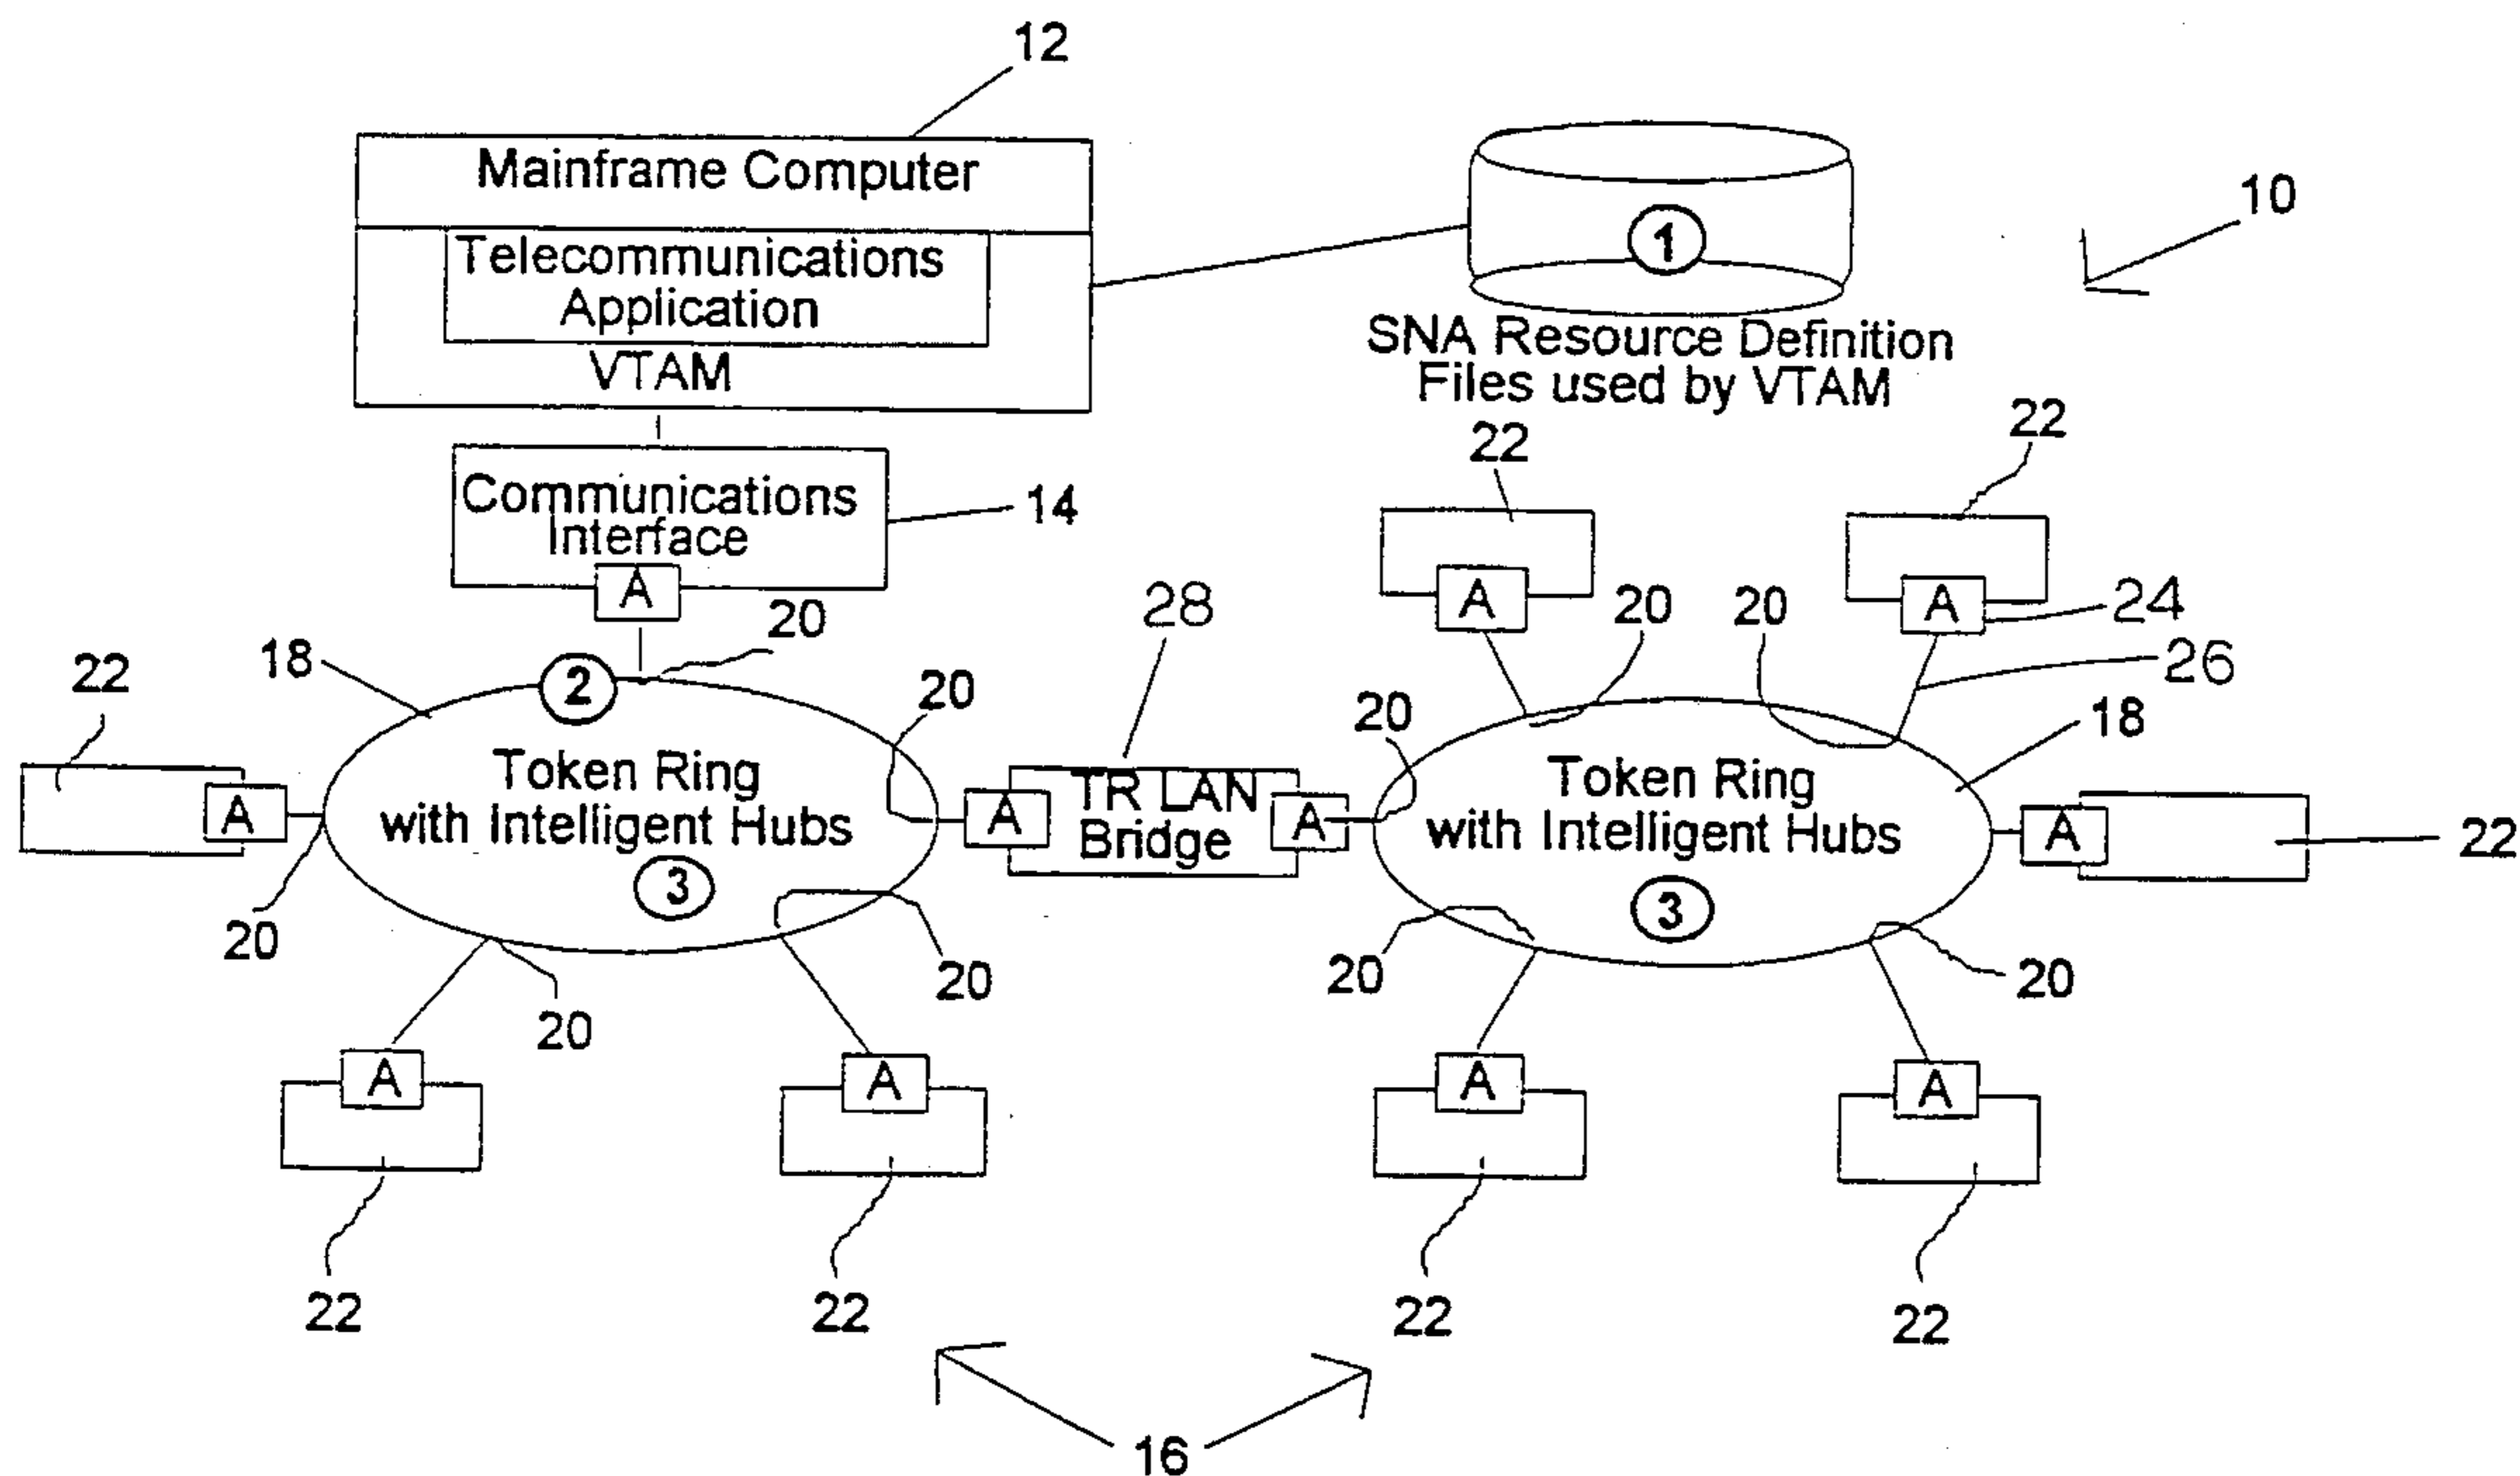 12
Mainframe Computer
Telecommunications
Application
VTAM
1
10
SNA Resource Definition
Files used by VTAM
Communications
Interface
A
14
22
22
A
A
24
26
20
20
20
28
18
2
22
20
20
18
A
Token Ring
with Intelligent Hubs
3
A
TR LAN
Bridge
A
Token Ring
with Intelligent Hubs
3
A
22
20
20
20
20
20
A
A
A
A
22
22
22
22
16